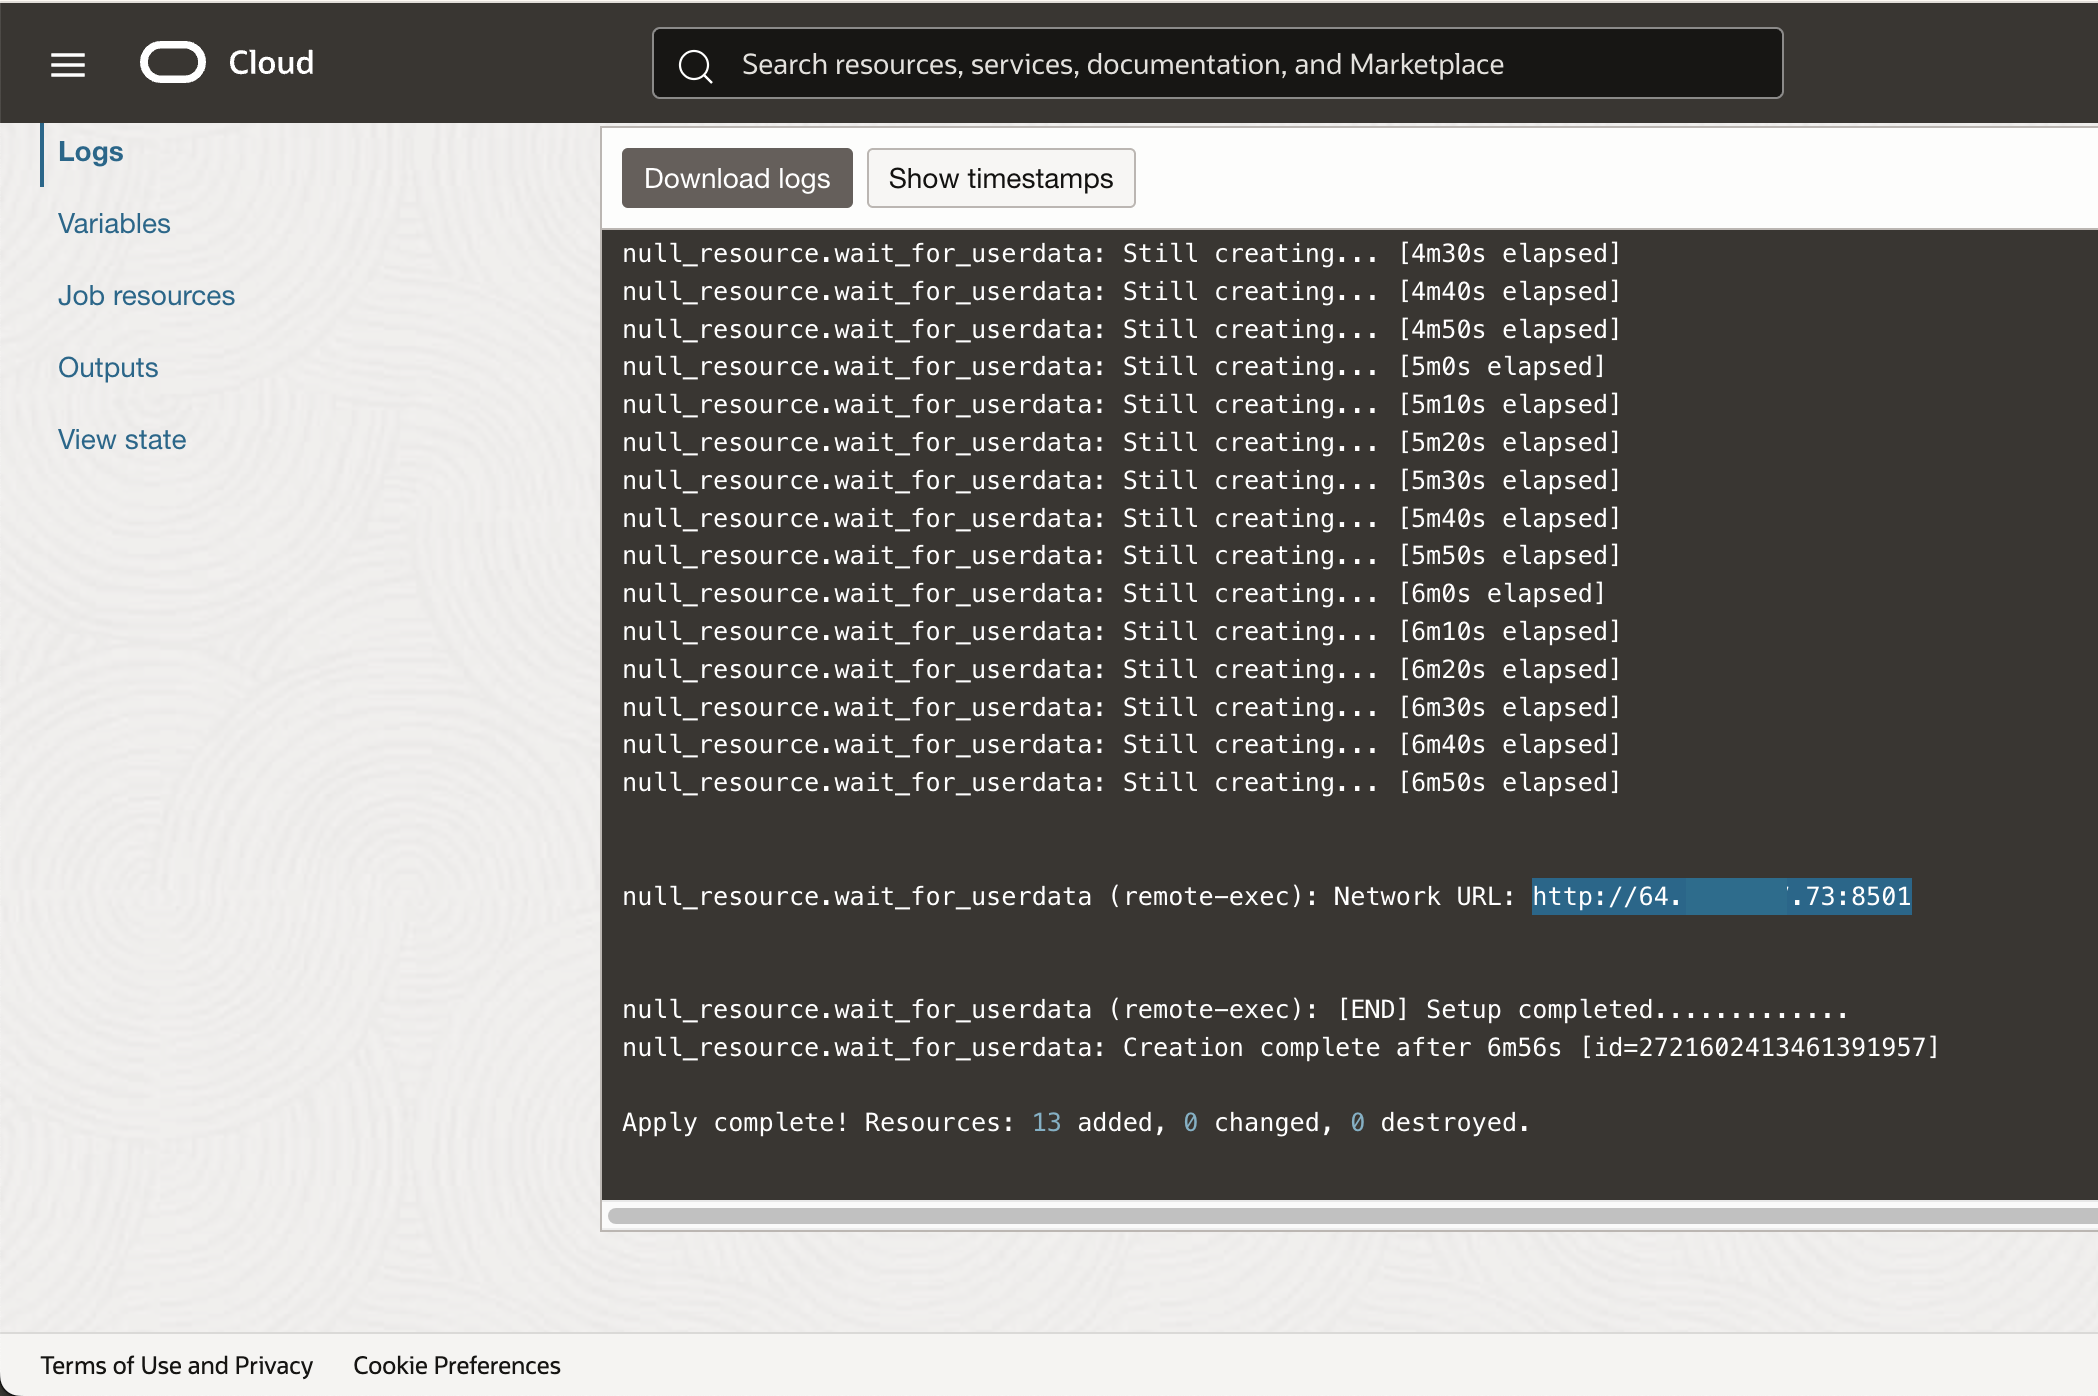 Cloud
Search resources, services, documentation, and Marketplace
Logs
Variables
Job resources
Outputs
View state
Download logs
Show timestamps
null_resource.wait_for_userdata: Still creating... [4m30s elapsed]
null_resource.wait_for_userdata: Still creating... [4m40s elapsed]
null_resource.wait_for_userdata: Still creating... [4m50s elapsed]
null_resource.wait_for_userdata: Still creating... [5m0s elapsed]
null_resource.wait_for_userdata: Still creating... [5m10s elapsed]
null_resource.wait_for_userdata: Still creating... [5m20s elapsed]
null_resource.wait_for_userdata: Still creating... [5m30s elapsed]
null_resource.wait_for_userdata: Still creating... [5m40s elapsed]
null_resource.wait_for_userdata: Still creating... [5m50s elapsed]
null_resource.wait_for_userdata: Still creating... [6m0s elapsed]
null_resource.wait_for_userdata: Still creating... [6m10s elapsed]
null_resource.wait_for_userdata: Still creating... [6m20s elapsed]
null_resource.wait_for_userdata: Still creating... [6m30s elapsed]
null_resource.wait_for_userdata: Still creating... [6m40s elapsed]
null_resource.wait_for_userdata: Still creating... [6m50s elapsed]
null_resource.wait_for_userdata (remote-exec): Network URL: http://64. .73:8501
null_resource.wait_for_userdata (remote-exec): [END] Setup completed.............
null_resource.wait_for_userdata: Creation complete after 6m56s [id=2721602413461391957]
Apply complete! Resources: 13 added, 0 changed, 0 destroyed.
Terms of Use and Privacy
Cookie Preferences